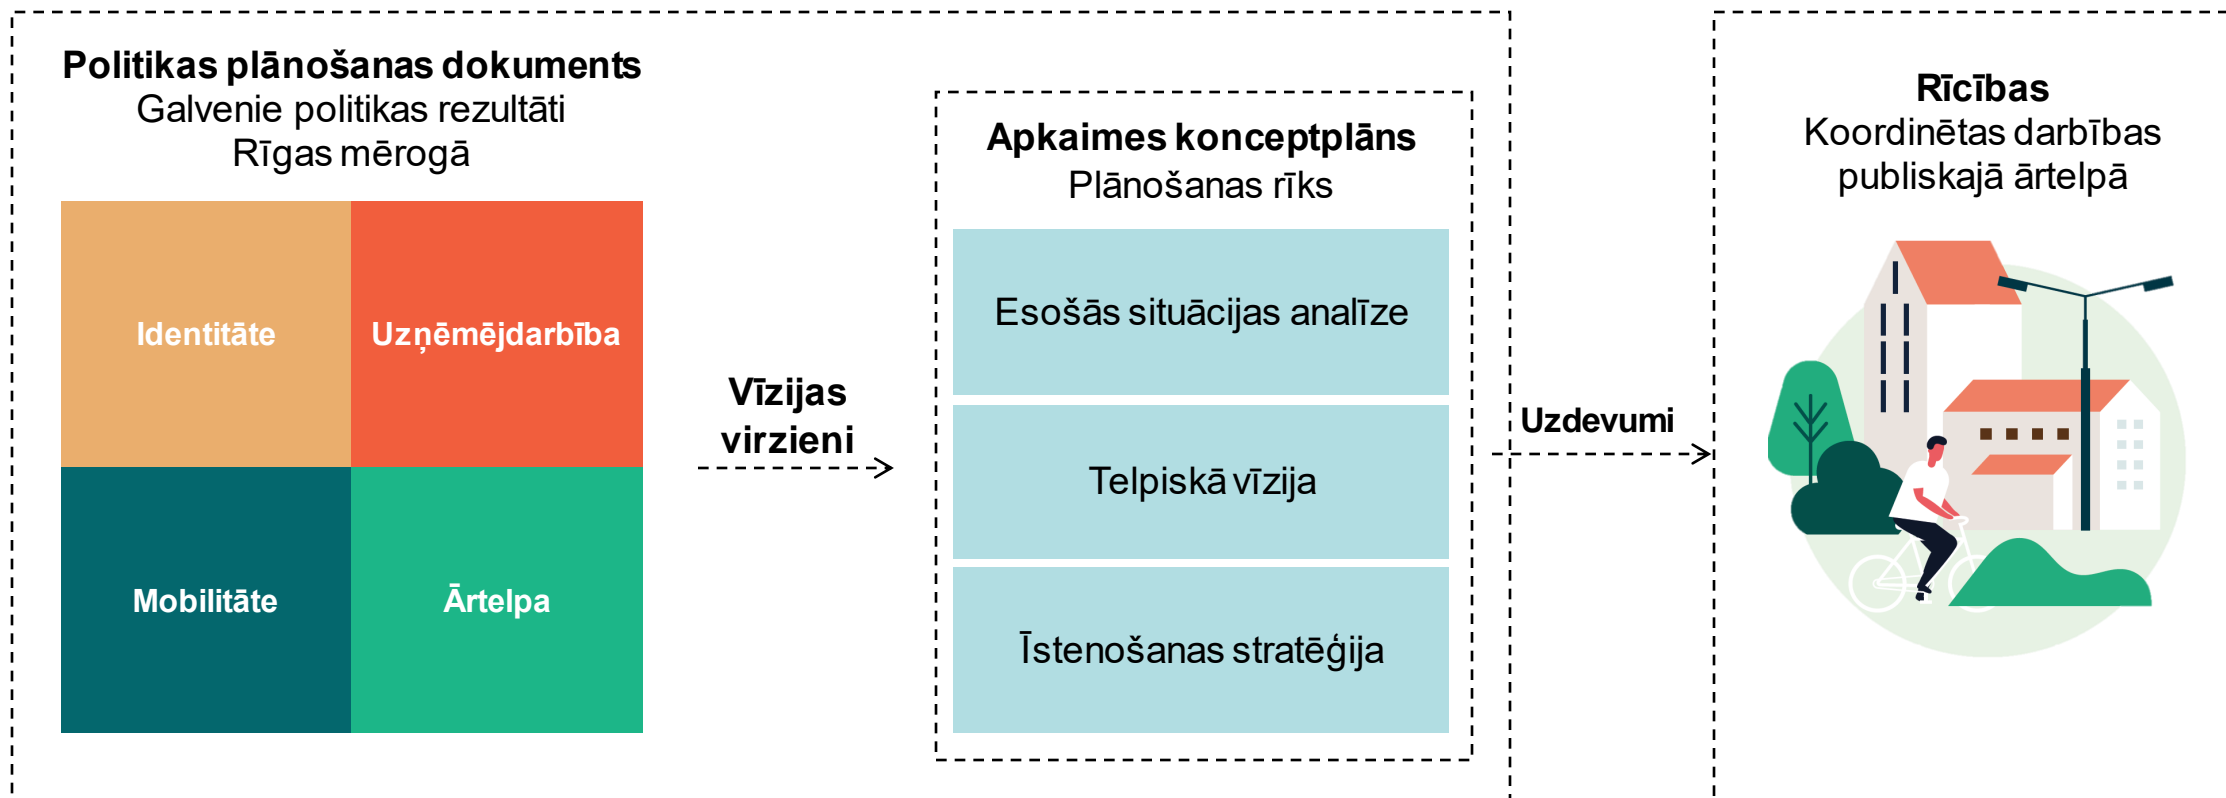 Politikas plānošanas dokuments
Galvenie politikas rezultāti
Rīgas mērogā
Identitāte
Uzņēmējdarbība
Mobilitāte
Ārtelpa
Vīzijas
virzieni
Apkaimes konceptplāns
Plānošanas rīks
Esošās situācijas analīze
Telpiskā vīzija
Īstenošanas stratēģija
Uzdevumi
Rīcības
Koordinētas darbības
publiskajā ārtelpā